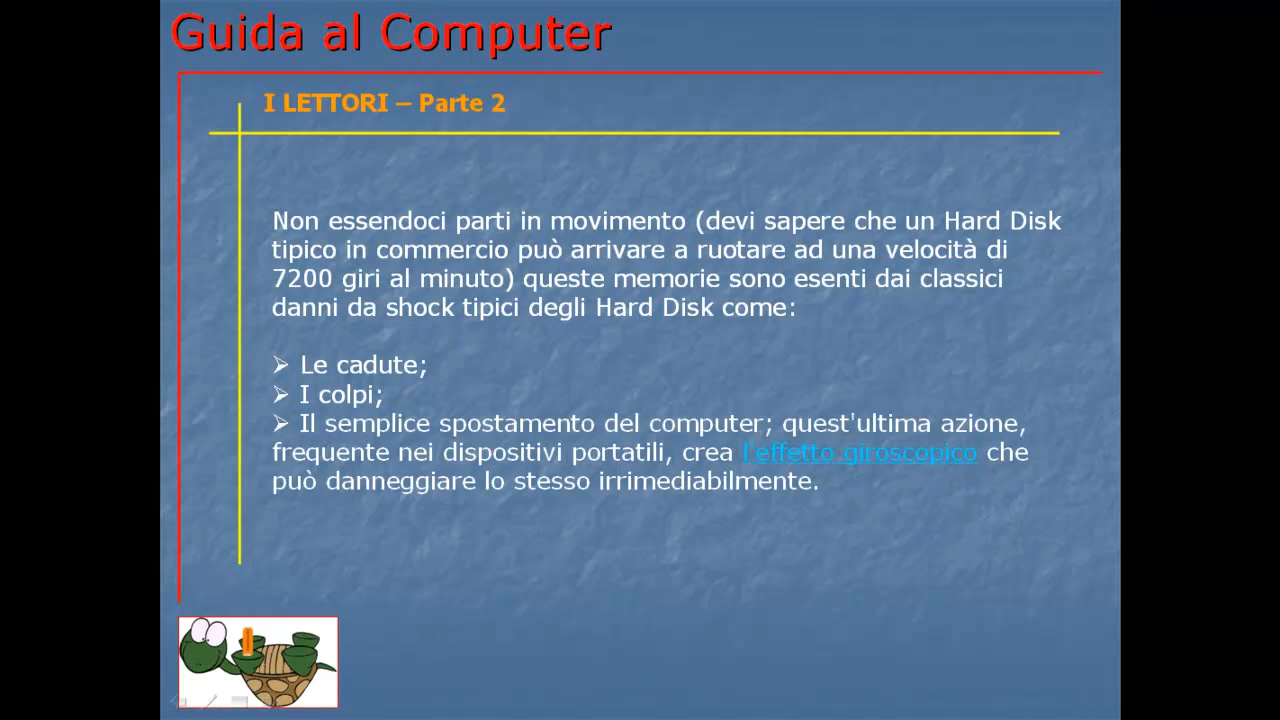 Guida al Computer
I LETTORI – Parte 2
Non essendoci parti in movimento (devi sapere che un Hard Disk
tipico in commercio può arrivare a ruotare ad una velocità di
7200 giri al minuto) queste memorie sono esenti dai classici
danni da shock tipici degli Hard Disk come:
➢ Le cadute;
➢ I colpi;
➢ Il semplice spostamento del computer; quest'ultima azione,
frequente nei dispositivi portatili, crea l'effetto giroscopico che
può danneggiare lo stesso irrimediabilmente.